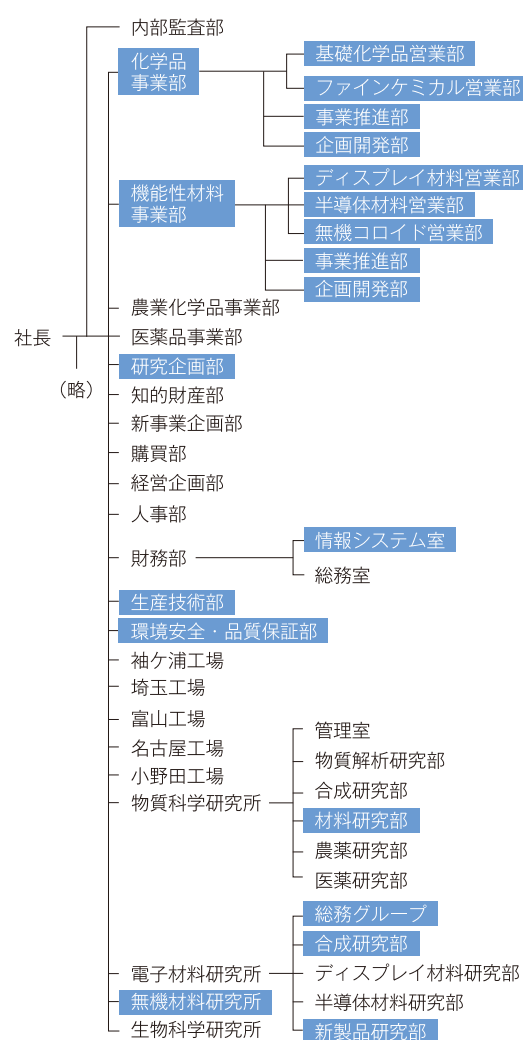 内部監査部
化学品
事業部
基礎化学品営業部
ファインケミカル営業部
事業推進部
企画開発部
機能性材料
事業部
ディスプレイ材料営業部
半導体材料営業部
無機コロイド営業部
事業推進部
企画開発部
農業化学品事業部
社長
医薬品事業部
研究企画部
（略）
知的財産部
新事業企画部
購買部
経営企画部
人事部
財務部
情報システム室
総務室
生産技術部
環境安全・品質保証部
袖ケ浦工場
埼玉工場
富山工場
名古屋工場
小野田工場
物質科学研究所
管理室
物質解析研究部
合成研究部
材料研究部
農薬研究部
医薬研究部
電子材料研究所
総務グループ
合成研究部
ディスプレイ材料研究部
半導体材料研究部
新製品研究部
無機材料研究所
生物科学研究所